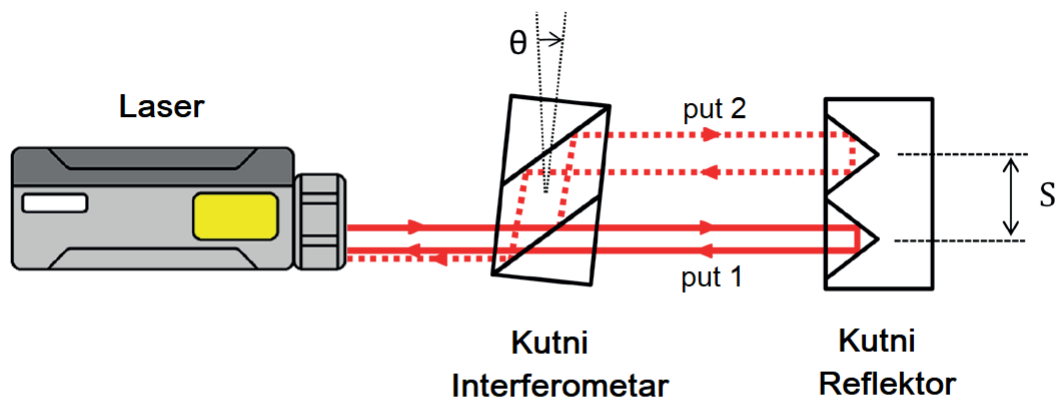 θ
Laser
put 2
S
put 1
Kutni
Interferometar
Kutni
Reflektor